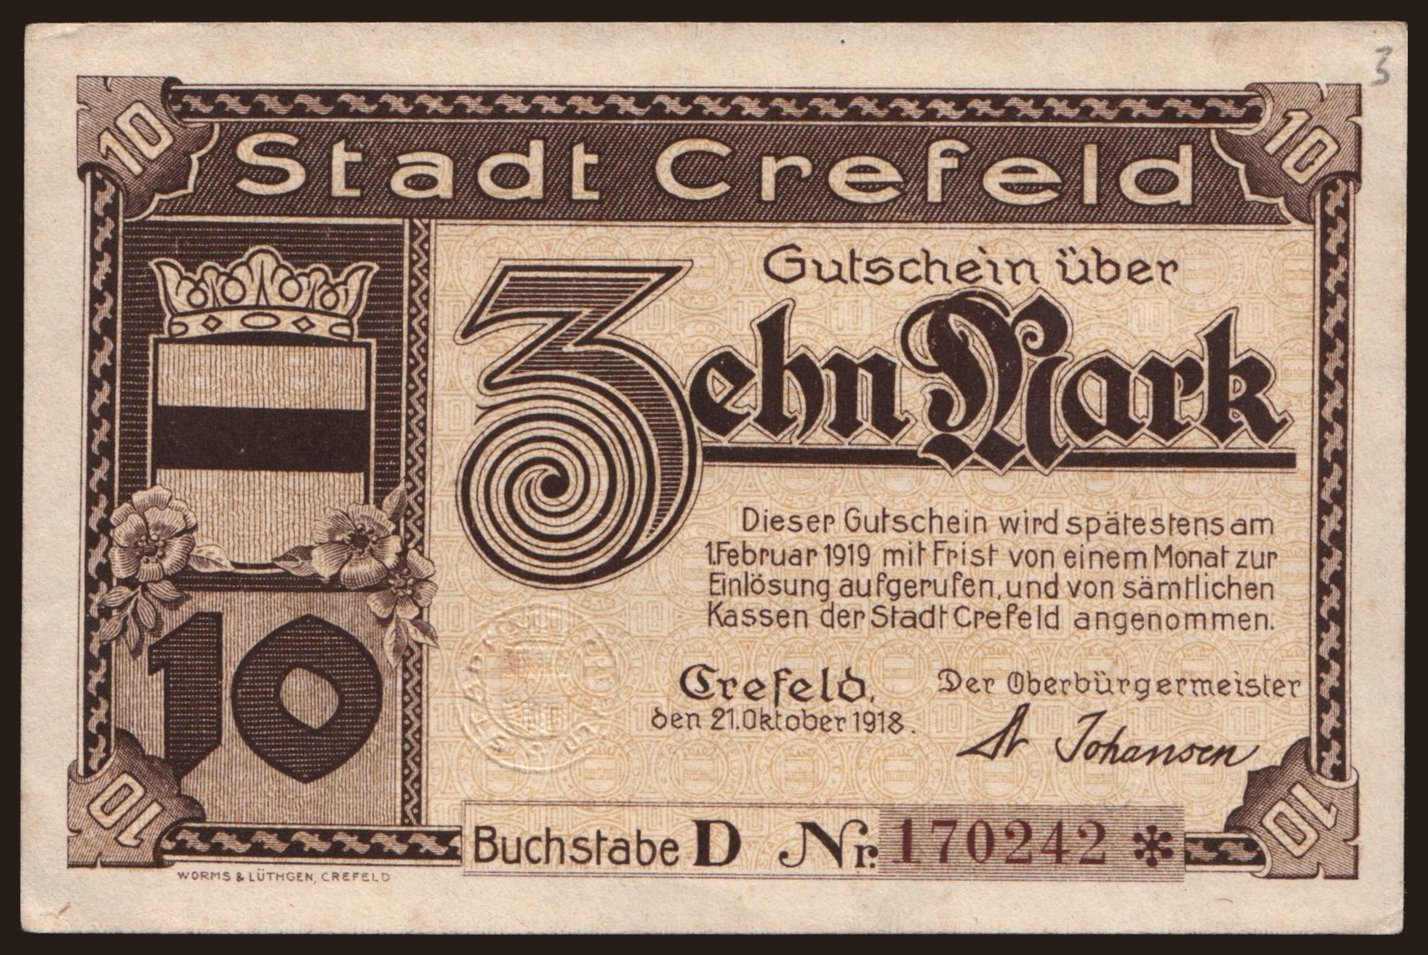 3
10 10
Stadt Crefeld
Gutschein über
Zehn Mark
Dieser Gutschein wird spätestens am
1.Februar 1919 mit Frist von einem Monat zur
Einlösung aufgerufen, und von sämtlichen
Kassen der Stadt Crefeld angenommen.
10
Crefeld,
den 21.Oktober 1918.
Der Oberbürgermeister
Johansen
10 10
Buchstabe D Nr. 170242 *
WORMS & LÜTHGEN, CREFELD